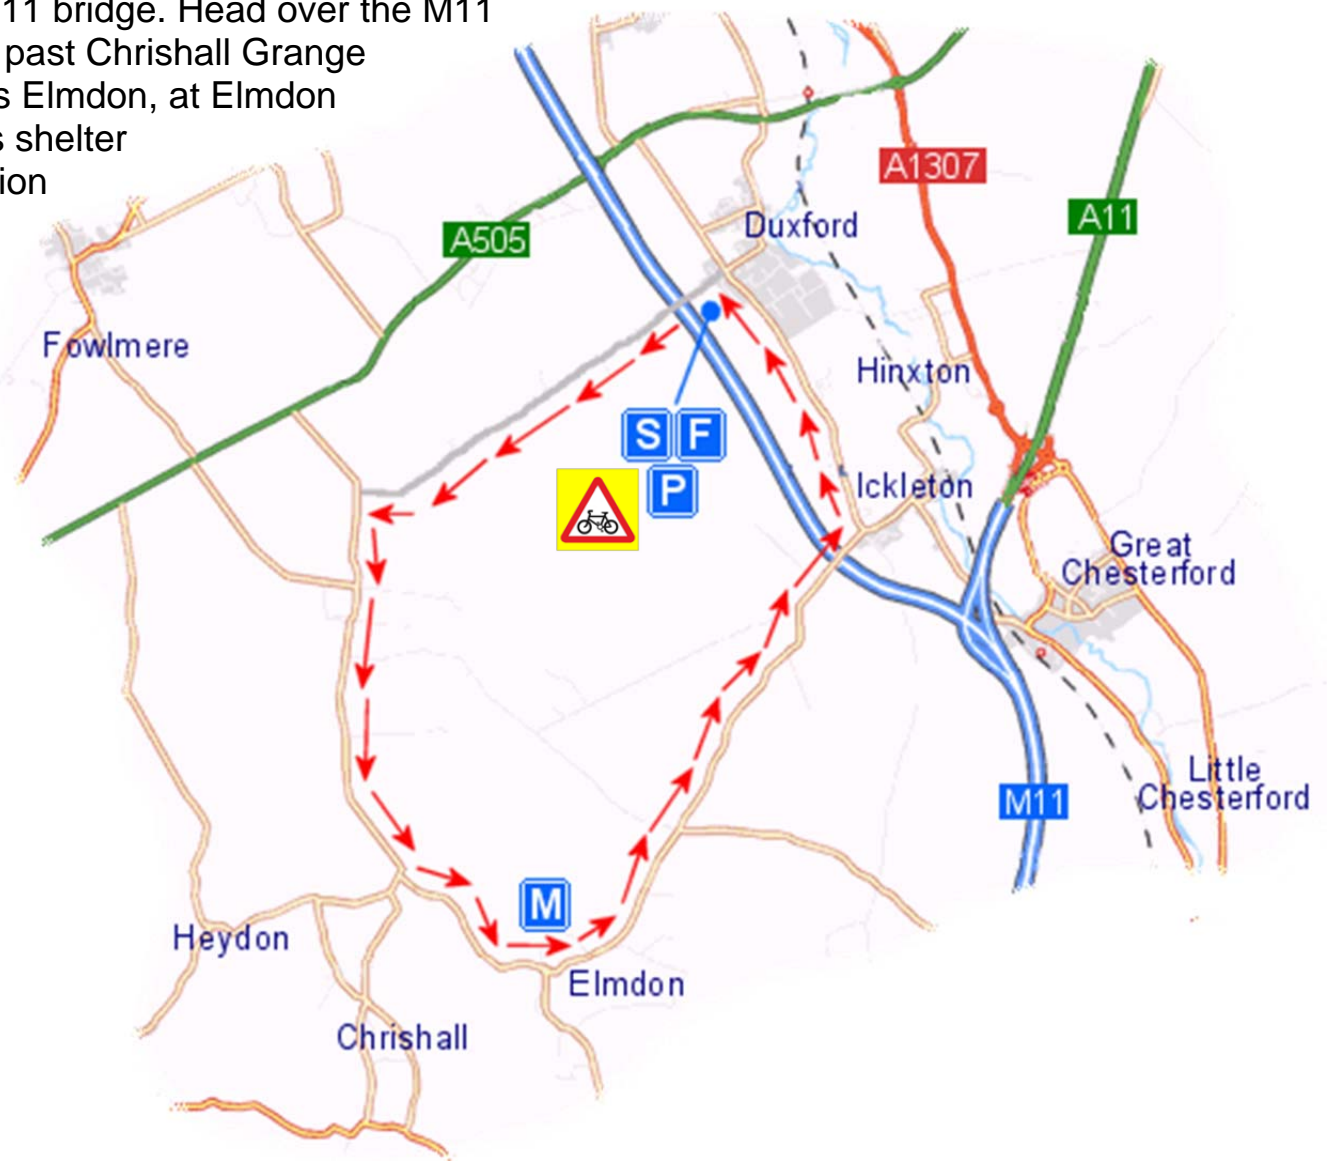 11 bridge. Head over the M11
past Chrishall Grange
s Elmdon, at Elmdon
s shelter
ion
A1307
A11
Duxford
A505
Fowlmere
Hinxton
S F
P
Ickleton
Great
Chesterford
Little
Chesterford
M11
M
Heydon
Elmdon
Chrishall